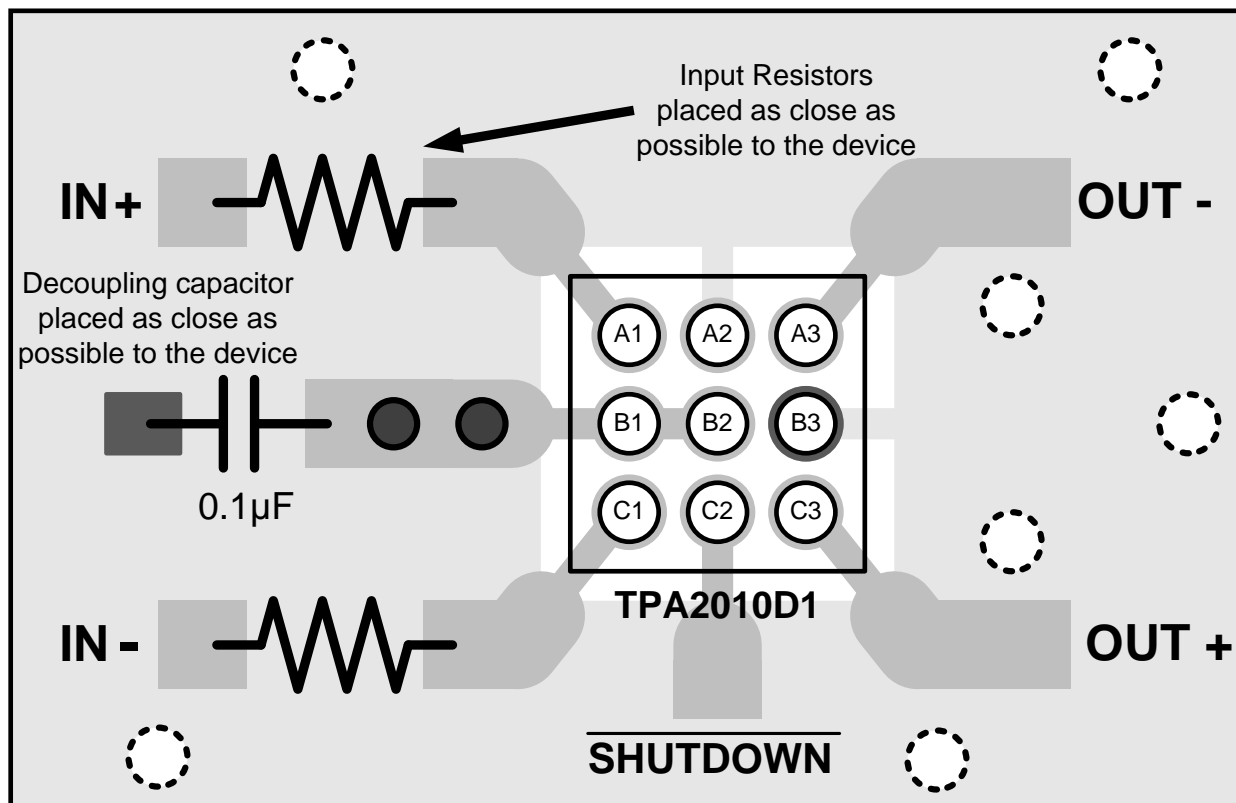 Input Resistors
placed as close as
possible to the device
IN +
OUT -
Decoupling capacitor
placed as close as
possible to the device
A1 A2 A3
B1 B2 B3
0.1µF
C1 C2 C3
TPA2010D1
IN -
OUT +
SHUTDOWN